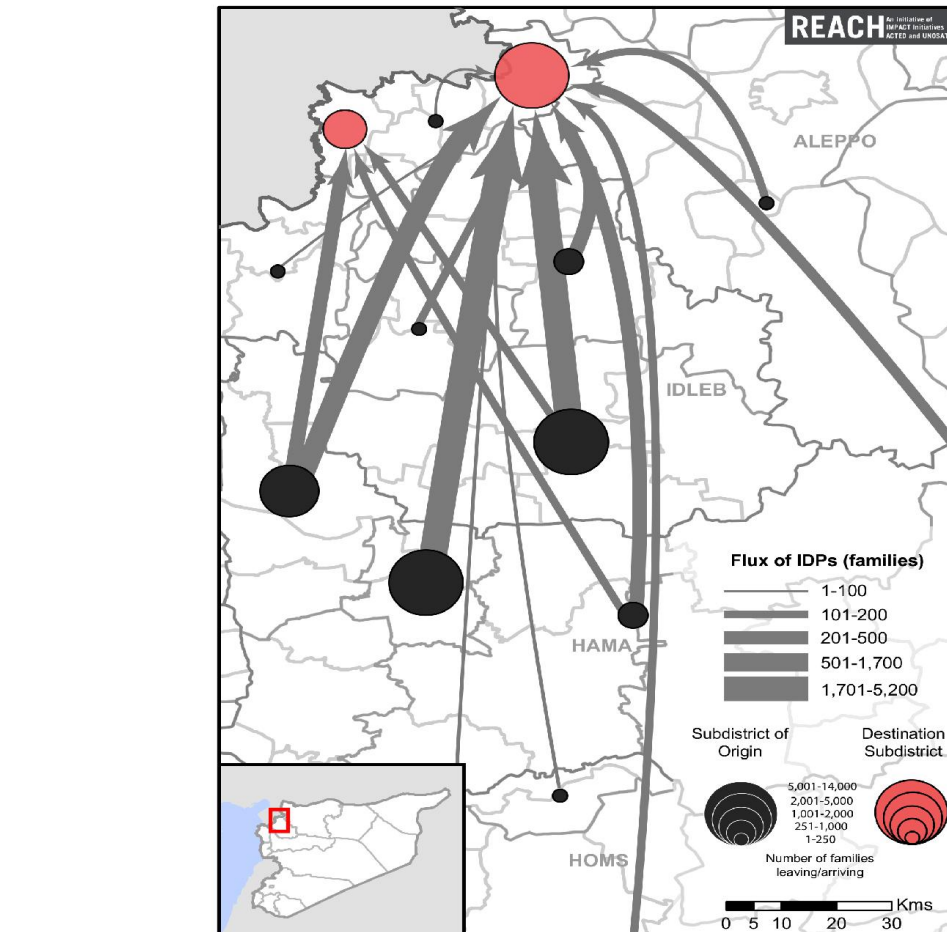 REACH An initiative of
IMPACT Initiatives
ACTED and UNOSAT
ALEPPO
IDLEB
HAMA
HOMS
Flux of IDPs (families)
1-100
101-200
201-500
501-1,700
1,701-5,200
Subdistrict of
Origin
Destination
Subdistrict
5,001-14,000
2,001-5,000
1,001-2,000
251-1,000
1-250
Number of families
leaving/arriving
Kms
0 5 10 20 30